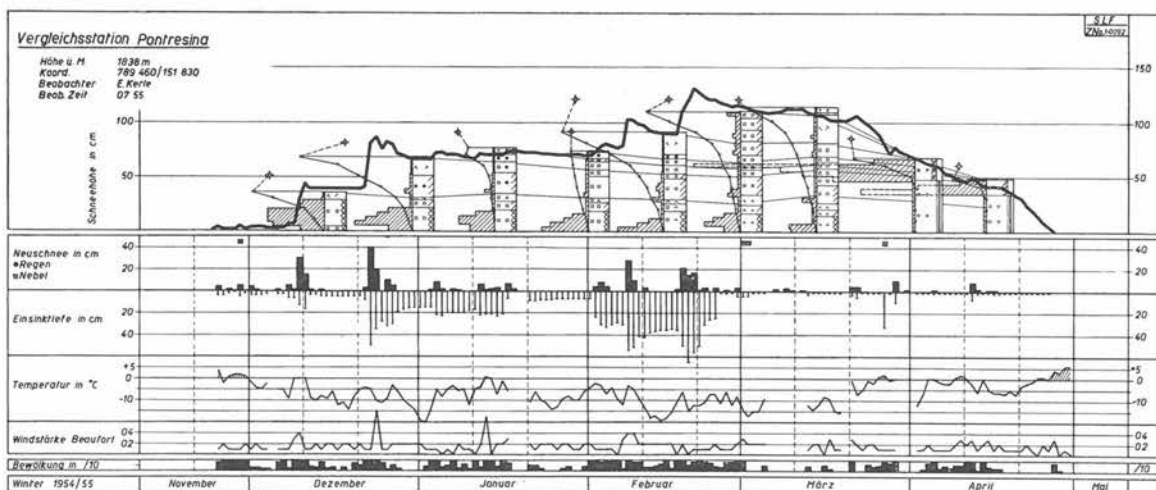 Vergleichsstation Pontresina
SLF
Höhe ü. M 1838 m
Koord. 789 460/151 830
Beobachter E. Kerle
Beob. Zeit 07 55
Schneehöhe in cm
100
50
150
100
50
Neuschnee in cm
Regen
Nebel
40
20
40
20
Einsinktiefe in cm
20
40
20
40
Temperatur in °C
+5
0
-10
+5
0
-10
Windstärke Beaufort
04
02
04
02
Bewölkung in /10
/10
Winter 1954/55 November Dezember Januar Februar März April Mai